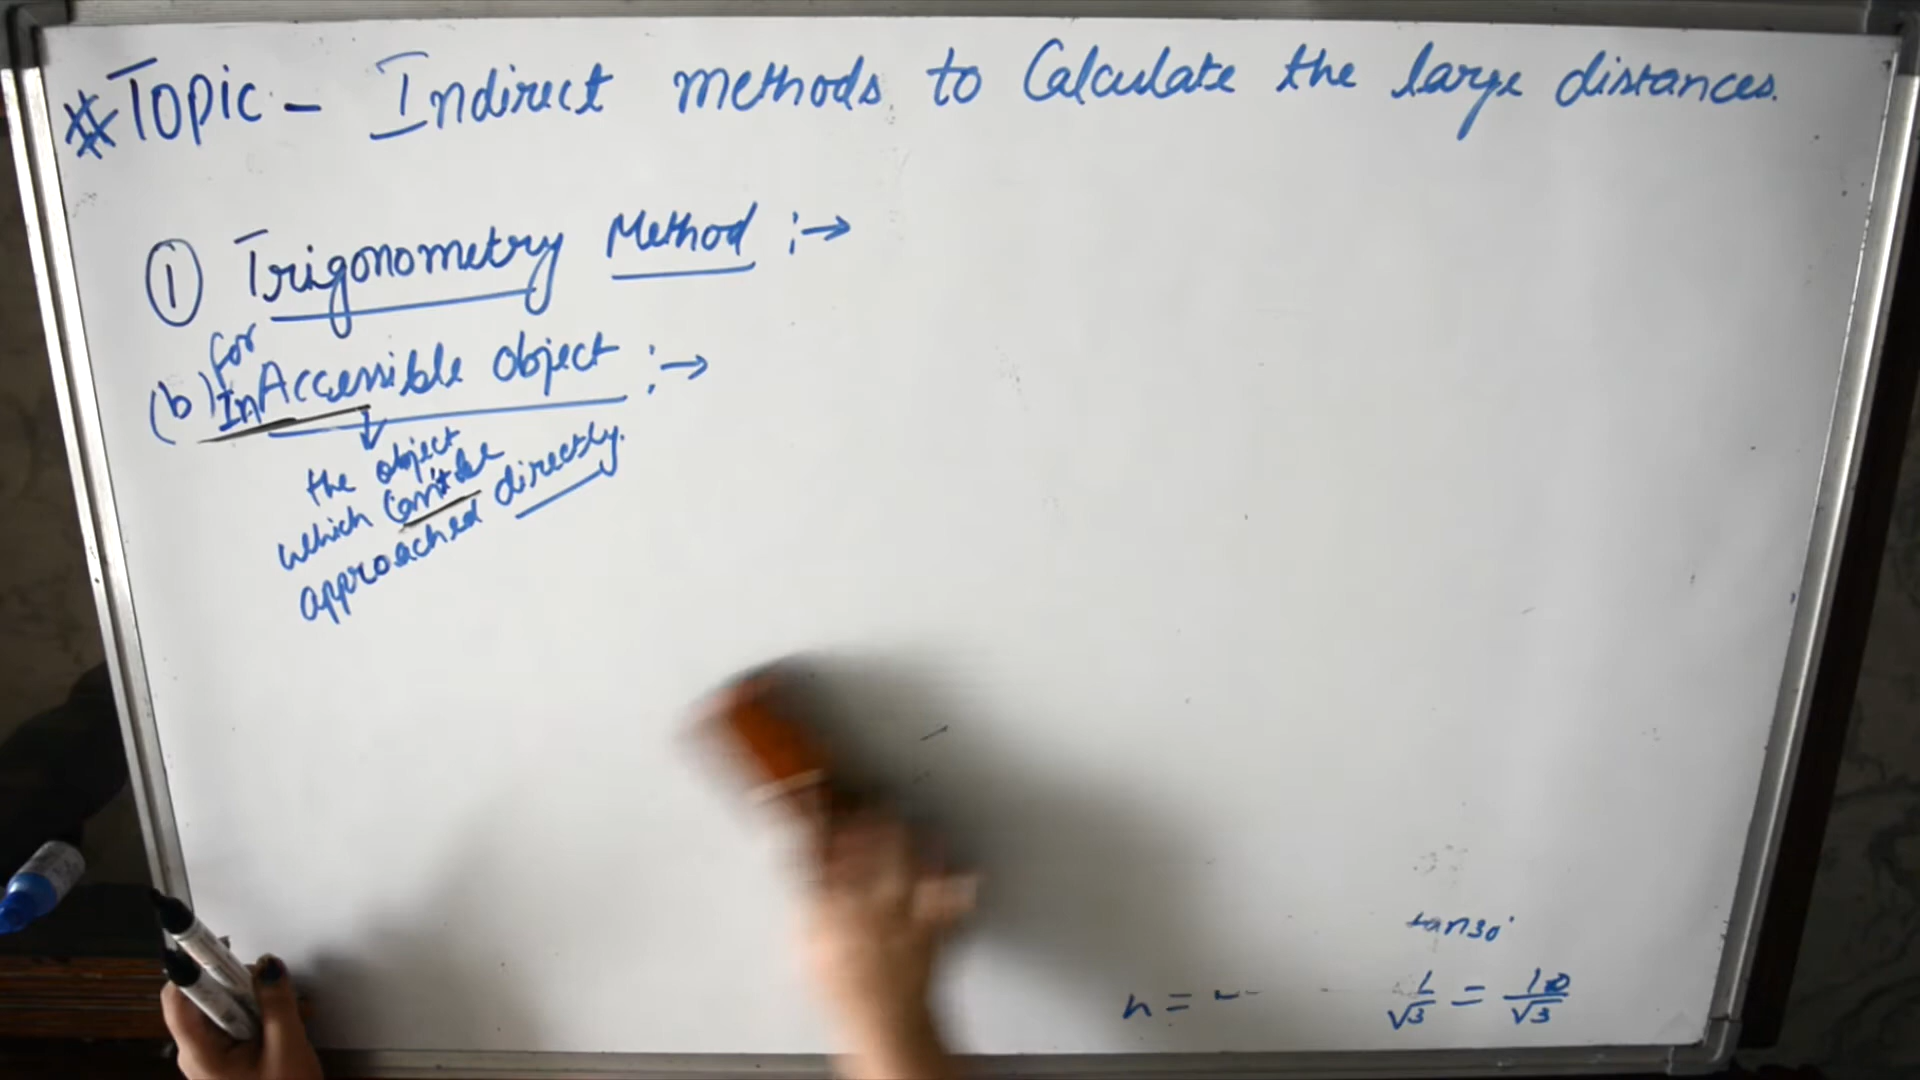 # Topic - Indirect methods to Calculate the large distances.
① Trigonometry Method :→
for
(b) InAccessible object :→
the object
which can't be
approached directly.
tan30°
h =
1/√3 = 10/√3